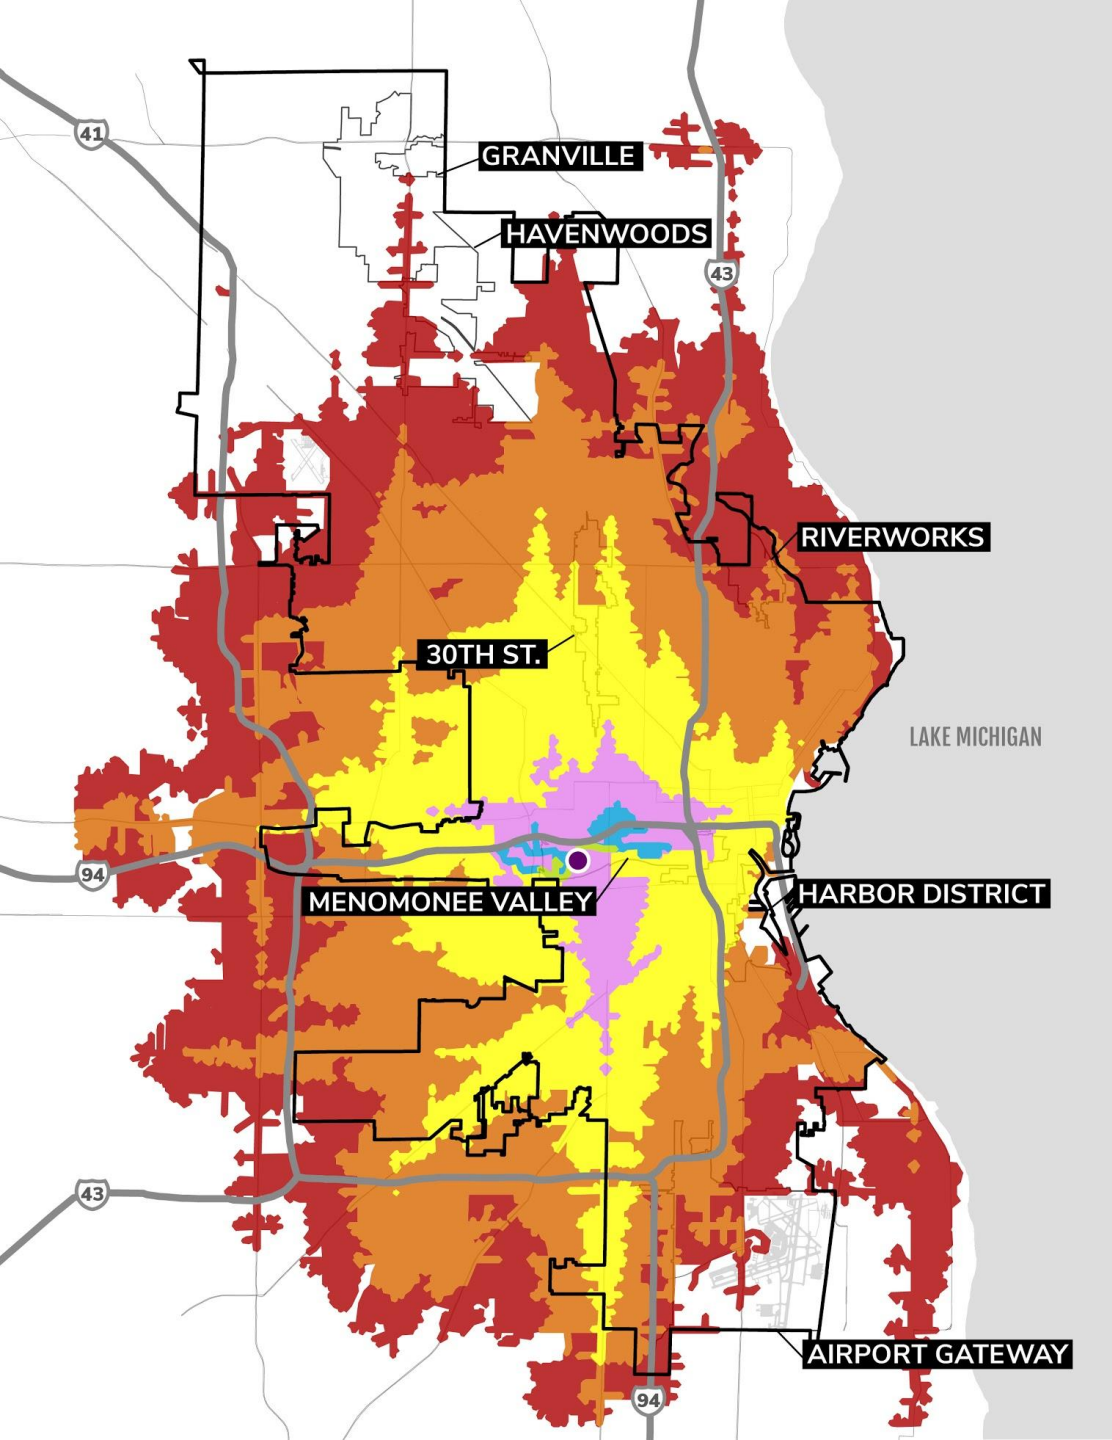 41
GRANVILLE
HAVENWOODS
43
RIVERWORKS
30TH ST.
LAKE MICHIGAN
94
MENOMONEE VALLEY
HARBOR DISTRICT
43
AIRPORT GATEWAY
94